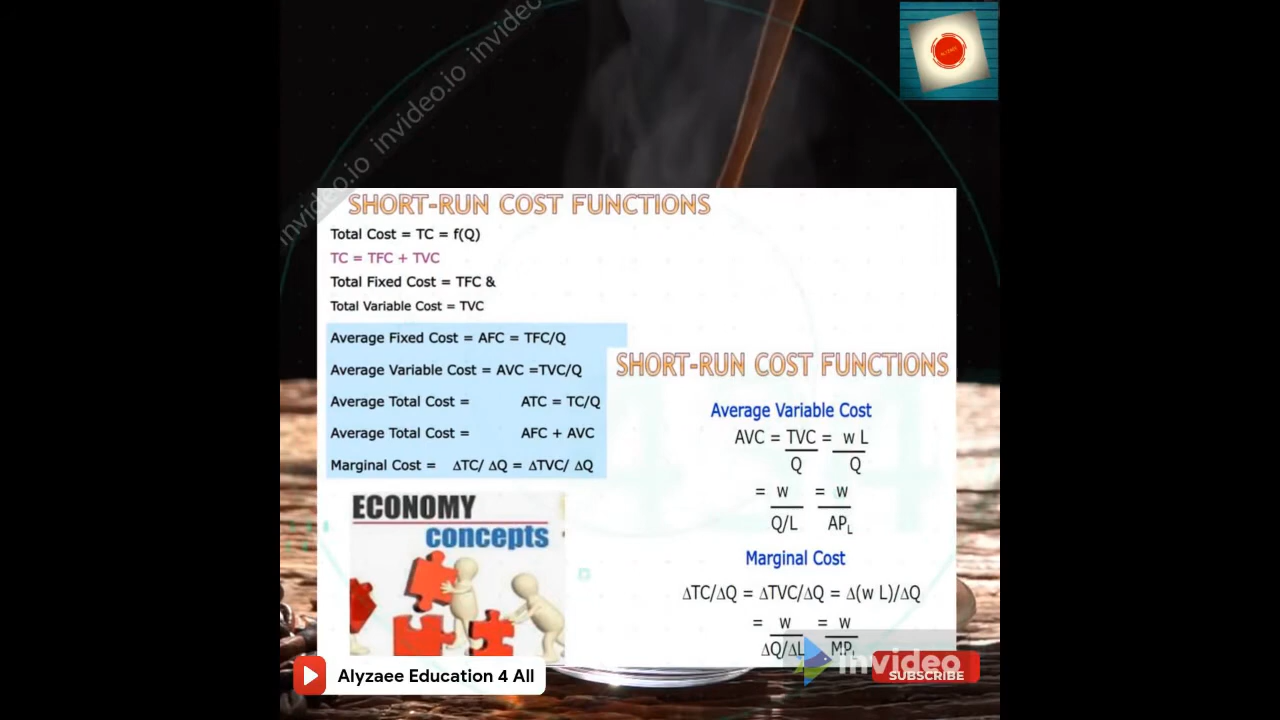 invideo.io invideo.io invideo.io
SHORT-RUN COST FUNCTIONS
Total Cost = TC = f(Q)
TC = TFC + TVC
Total Fixed Cost = TFC &
Total Variable Cost = TVC
Average Fixed Cost = AFC = TFC/Q
Average Variable Cost = AVC =TVC/Q
Average Total Cost = ATC = TC/Q
Average Total Cost = AFC + AVC
Marginal Cost = ∆TC/ ∆Q = ∆TVC/ ∆Q
ECONOMY
concepts
SHORT-RUN COST FUNCTIONS
Average Variable Cost
AVC = TVC = w L
Q Q
= w = w
Q/L APL
Marginal Cost
∆TC/∆Q = ∆TVC/∆Q = ∆(w L)/∆Q
= w = w
∆Q/∆L MPL
invideo
SUBSCRIBE
Alyzaee Education 4 All